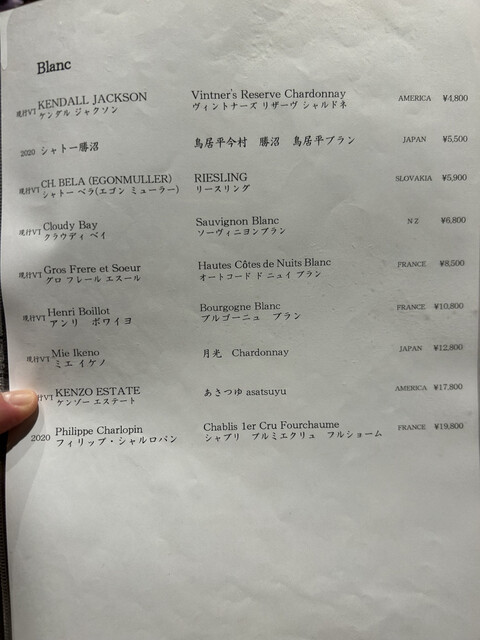 Blanc
現行VT KENDALL JACKSON Vintner's Reserve Chardonnay AMERICA ¥4,800
ケンダル ジャクソン ヴィントナーズ リザーヴ シャルドネ
2020 シャトー勝沼 鳥居平今村 勝沼 鳥居平ブラン JAPAN ¥5,500
現行VT CH. BELA (EGONMULLER) RIESLING SLOVAKIA ¥5,900
シャトー ベラ(エゴン ミューラー) リースリング
現行VT Cloudy Bay Sauvignon Blanc NZ ¥6,800
クラウディ ベイ ソーヴィニヨンブラン
現行VT Gros Frere et Soeur Hautes Côtes de Nuits Blanc FRANCE ¥8,500
グロ フレール エスール オートコード ド ニュイ ブラン
現行VT Henri Boillot Bourgogne Blanc FRANCE ¥10,800
アンリ ボワイヨ ブルゴーニュ ブラン
現行VT Mie Ikeno 月光 Chardonnay JAPAN ¥12,800
ミエ イケノ
行VT KENZO ESTATE あさつゆ asatsuyu AMERICA ¥17,800
ケンゾー エステート
2020 Philippe Charlopin Chablis 1er Cru Fourchaume FRANCE ¥19,800
フィリップ・シャルロパン シャブリ プルミエクリュ フルショーム